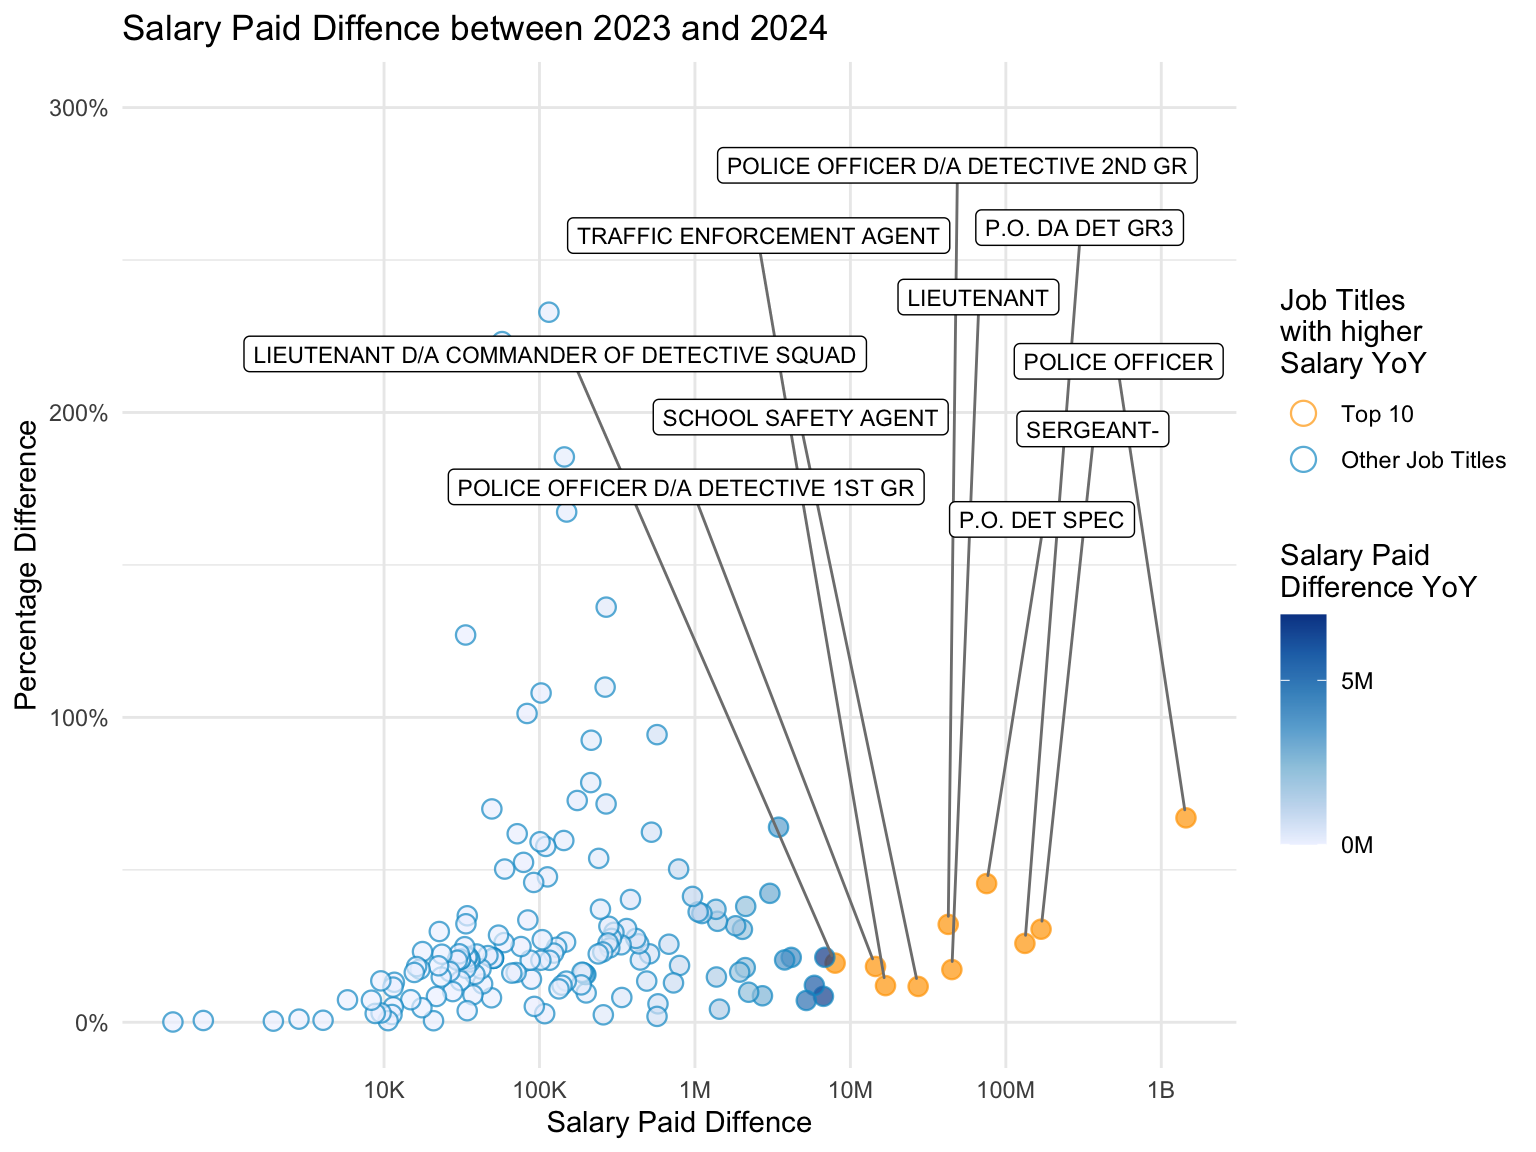 Salary Paid Diffence between 2023 and 2024
300%
200%
100%
0%
Percentage Difference
POLICE OFFICER D/A DETECTIVE 2ND GR
P.O. DA DET GR3
TRAFFIC ENFORCEMENT AGENT
LIEUTENANT
LIEUTENANT D/A COMMANDER OF DETECTIVE SQUAD
POLICE OFFICER
SCHOOL SAFETY AGENT
SERGEANT-
POLICE OFFICER D/A DETECTIVE 1ST GR
P.O. DET SPEC
10K
100K
1M
10M
100M
1B
Salary Paid Diffence
Job Titles
with higher
Salary YoY
Top 10
Other Job Titles
Salary Paid
Difference YoY
5M
0M